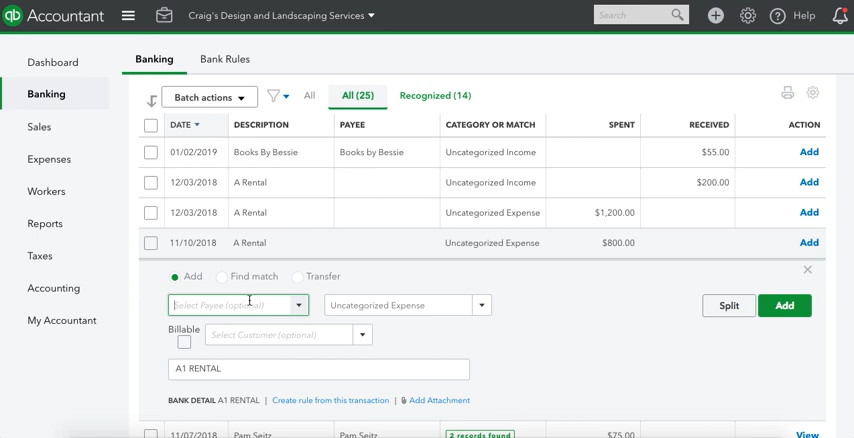 qb Accountant Craig's Design and Landscaping Services Search Help
Dashboard
Banking
Sales
Expenses
Workers
Reports
Taxes
Accounting
My Accountant
Banking Bank Rules
Batch actions All All (25) Recognized (14)
DATE DESCRIPTION PAYEE CATEGORY OR MATCH SPENT RECEIVED ACTION
01/02/2019 Books By Bessie Books by Bessie Uncategorized Income $55.00 Add
12/03/2018 A Rental Uncategorized Income $200.00 Add
12/03/2018 A Rental Uncategorized Expense $1,200.00 Add
11/10/2018 A Rental Uncategorized Expense $800.00 Add
Add Find match Transfer
Select Payee (optional) Uncategorized Expense Split Add
Billable Select Customer (optional)
A1 RENTAL
BANK DETAIL A1 RENTAL | Create rule from this transaction | Add Attachment
11/07/2018 Pam Seitz Pam Seitz 2 records found $75.00 View